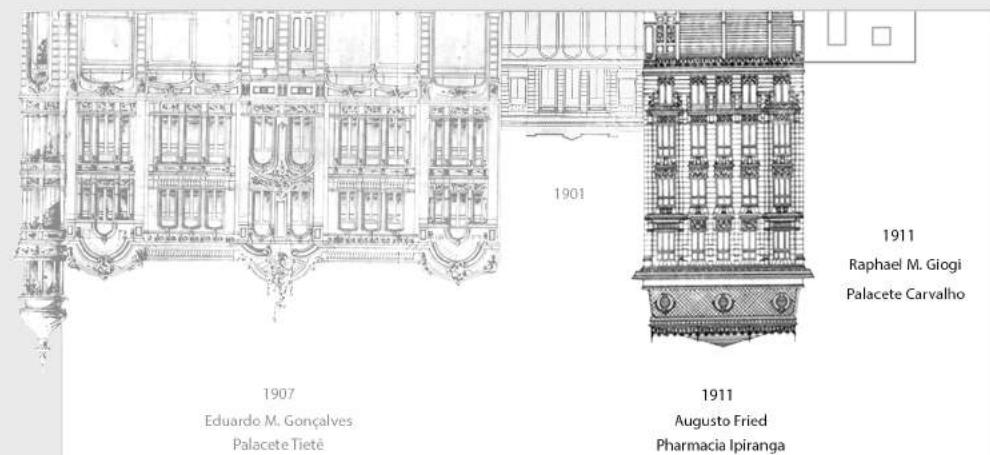 1901
1911
Raphael M. Giogi
Palacete Carvalho
1907
Eduardo M. Gonçalves
Palacete Tietê
1911
Augusto Fried
Pharmacia Ipiranga